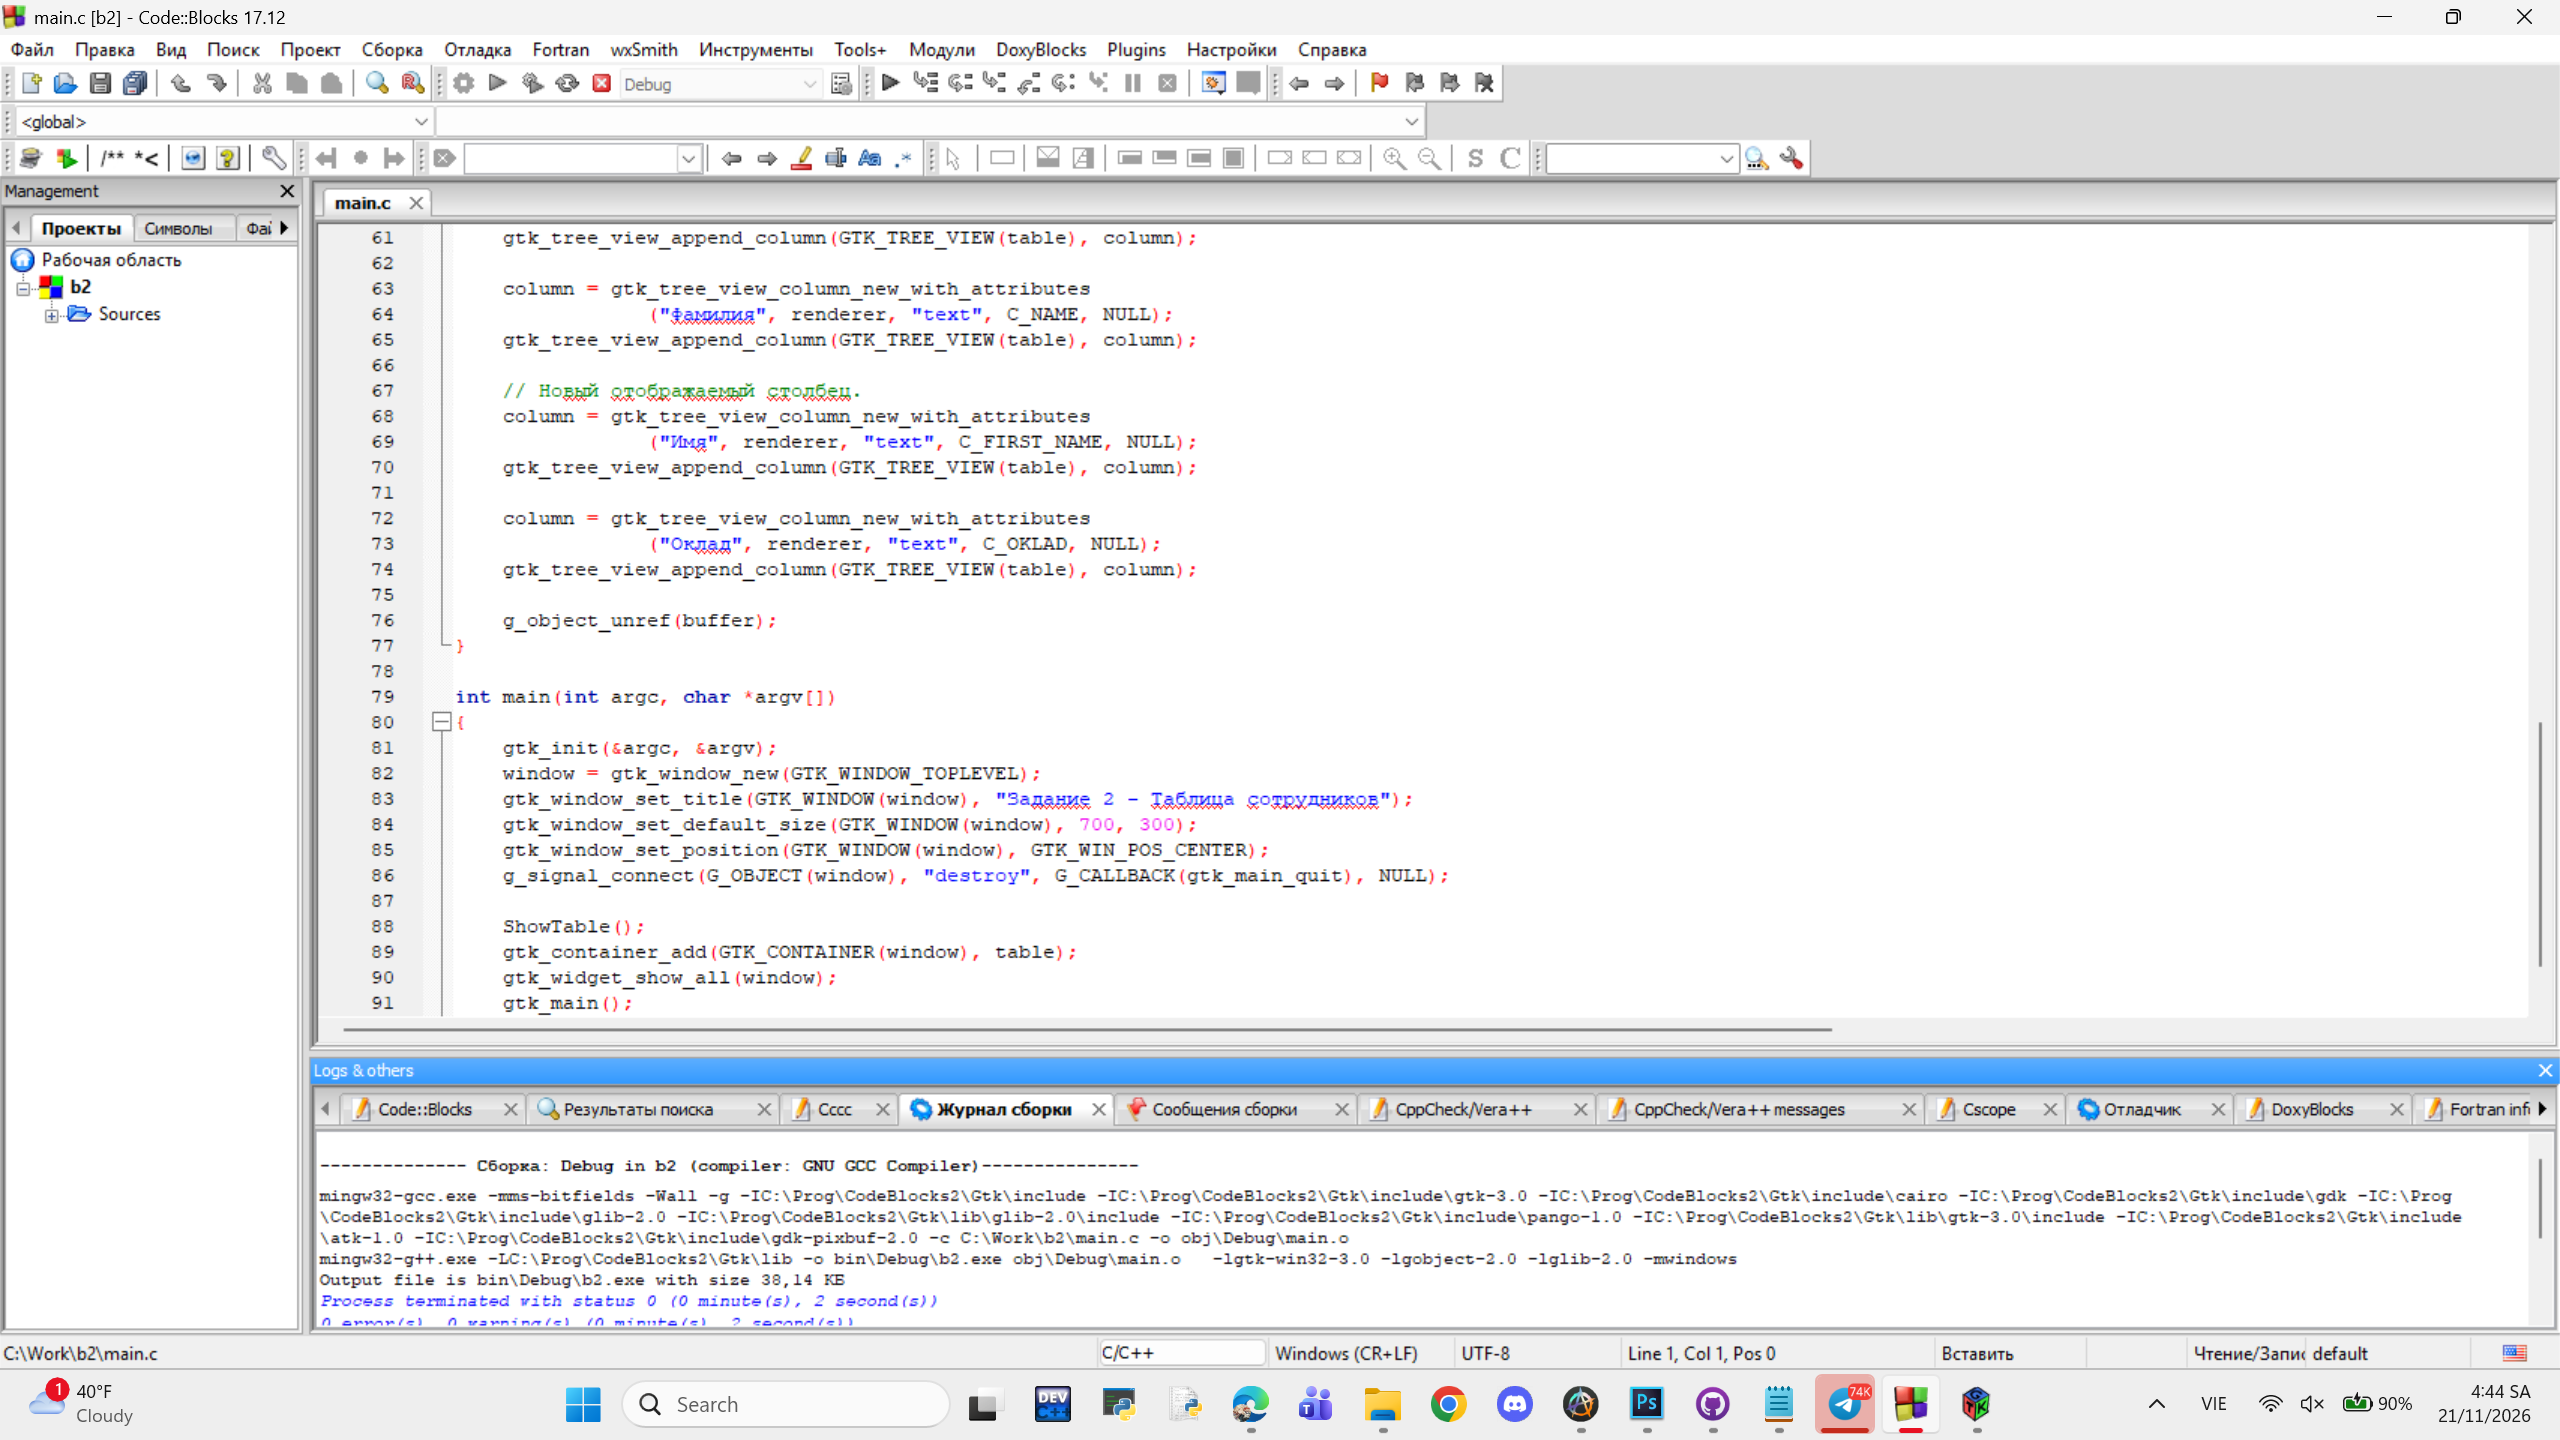 main.c [b2] - Code::Blocks 17.12
Файл Правка Вид Поиск Проект Сборка Отладка Fortran wxSmith Инструменты Tools+ Модули DoxyBlocks Plugins Настройки Справка
Debug
<global>
/** *<
Aa .*
S C
Management
main.c
Проекты Символы Фай
Рабочая область
b2
Sources
61 gtk_tree_view_append_column(GTK_TREE_VIEW(table), column);
62
63 column = gtk_tree_view_column_new_with_attributes
64 ("Фамилия", renderer, "text", C_NAME, NULL);
65 gtk_tree_view_append_column(GTK_TREE_VIEW(table), column);
66
67 // Новый отображаемый столбец.
68 column = gtk_tree_view_column_new_with_attributes
69 ("Имя", renderer, "text", C_FIRST_NAME, NULL);
70 gtk_tree_view_append_column(GTK_TREE_VIEW(table), column);
71
72 column = gtk_tree_view_column_new_with_attributes
73 ("Оклад", renderer, "text", C_OKLAD, NULL);
74 gtk_tree_view_append_column(GTK_TREE_VIEW(table), column);
75
76 g_object_unref(buffer);
77 }
78
79 int main(int argc, char *argv[])
80 {
81 gtk_init(&argc, &argv);
82 window = gtk_window_new(GTK_WINDOW_TOPLEVEL);
83 gtk_window_set_title(GTK_WINDOW(window), "Задание 2 - Таблица сотрудников");
84 gtk_window_set_default_size(GTK_WINDOW(window), 700, 300);
85 gtk_window_set_position(GTK_WINDOW(window), GTK_WIN_POS_CENTER);
86 g_signal_connect(G_OBJECT(window), "destroy", G_CALLBACK(gtk_main_quit), NULL);
87
88 ShowTable();
89 gtk_container_add(GTK_CONTAINER(window), table);
90 gtk_widget_show_all(window);
91 gtk_main();
Logs & others
Code::Blocks Результаты поиска Cccc Журнал сборки Сообщения сборки CppCheck/Vera++ CppCheck/Vera++ messages Cscope Отладчик DoxyBlocks Fortran info
-------------- Сборка: Debug in b2 (compiler: GNU GCC Compiler)---------------
mingw32-gcc.exe -mms-bitfields -Wall -g -IC:\Prog\CodeBlocks2\Gtk\include -IC:\Prog\CodeBlocks2\Gtk\include\gtk-3.0 -IC:\Prog\CodeBlocks2\Gtk\include\cairo -IC:\Prog\CodeBlocks2\Gtk\include\gdk -IC:\Prog
\CodeBlocks2\Gtk\include\glib-2.0 -IC:\Prog\CodeBlocks2\Gtk\lib\glib-2.0\include -IC:\Prog\CodeBlocks2\Gtk\include\pango-1.0 -IC:\Prog\CodeBlocks2\Gtk\lib\gtk-3.0\include -IC:\Prog\CodeBlocks2\Gtk\include
\atk-1.0 -IC:\Prog\CodeBlocks2\Gtk\include\gdk-pixbuf-2.0 -c C:\Work\b2\main.c -o obj\Debug\main.o
mingw32-g++.exe -LC:\Prog\CodeBlocks2\Gtk\lib -o bin\Debug\b2.exe obj\Debug\main.o -lgtk-win32-3.0 -lgobject-2.0 -lglib-2.0 -mwindows
Output file is bin\Debug\b2.exe with size 38,14 KB
Process terminated with status 0 (0 minute(s), 2 second(s))
0 error(s), 0 warning(s) (0 minute(s), 2 second(s))
C:\Work\b2\main.c C/C++ Windows (CR+LF) UTF-8 Line 1, Col 1, Pos 0 Вставить Чтение/Запис default
1
40°F
Cloudy
Search
DEV
C++
Ps
74K
VIE
90%
4:44 SA
21/11/2026